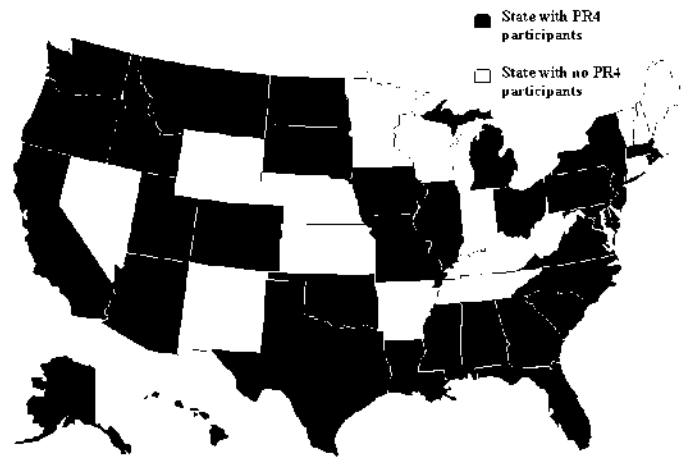 State with PR4
participants
State with no PR4
participants